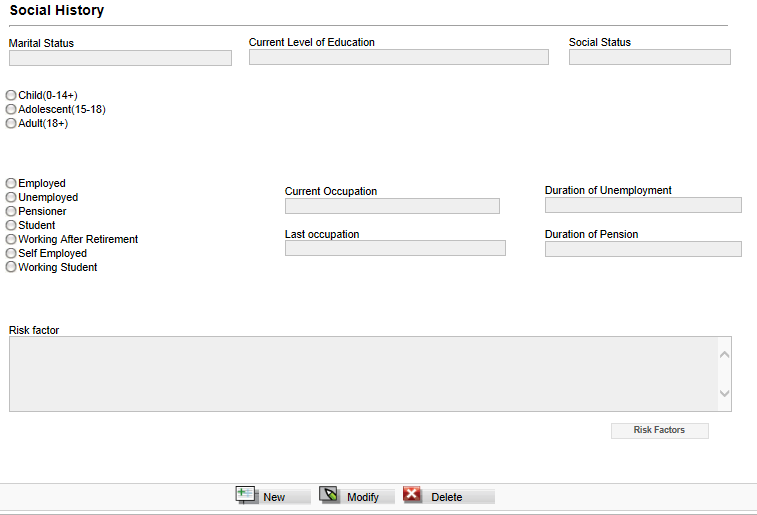 Social History
Marital Status
Current Level of Education
Social Status
Child(0-14+)
Adolescent(15-18)
Adult(18+)
Employed
Unemployed
Pensioner
Student
Working After Retirement
Self Employed
Working Student
Current Occupation
Duration of Unemployment
Last occupation
Duration of Pension
Risk factor
Risk Factors
New Modify Delete